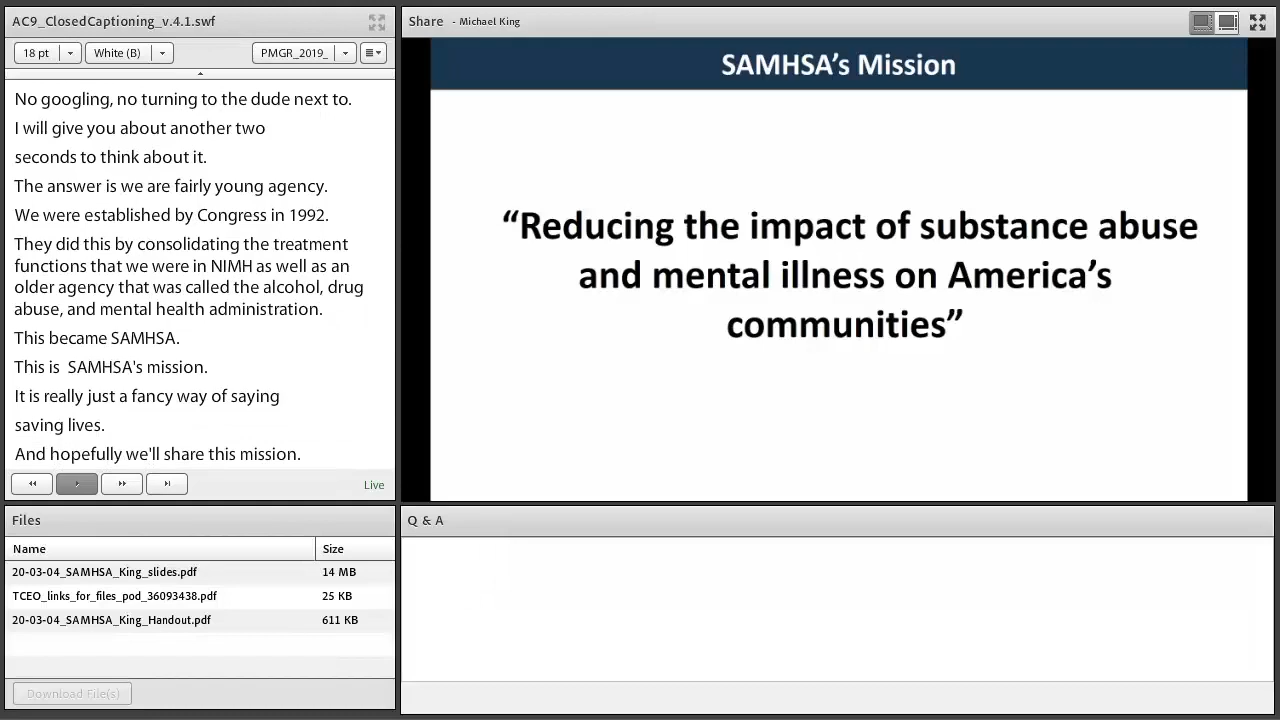 AC9_ClosedCaptioning_v.4.1.swf
18 pt
White (B)
PMGR_2019_
No googling, no turning to the dude next to.
I will give you about another two
seconds to think about it.
The answer is we are fairly young agency.
We were established by Congress in 1992.
They did this by consolidating the treatment
functions that we were in NIMH as well as an
older agency that was called the alcohol, drug
abuse, and mental health administration.
This became SAMHSA.
This is  SAMHSA's mission.
It is really just a fancy way of saying
saving lives.
And hopefully we'll share this mission.
Live
Share - Michael King
SAMHSA’s Mission
“Reducing the impact of substance abuse
and mental illness on America’s
communities”
Files
Name Size
20-03-04_SAMHSA_King_slides.pdf 14 MB
TCEO_links_for_files_pod_36093438.pdf 25 KB
20-03-04_SAMHSA_King_Handout.pdf 611 KB
Download File(s)
Q & A